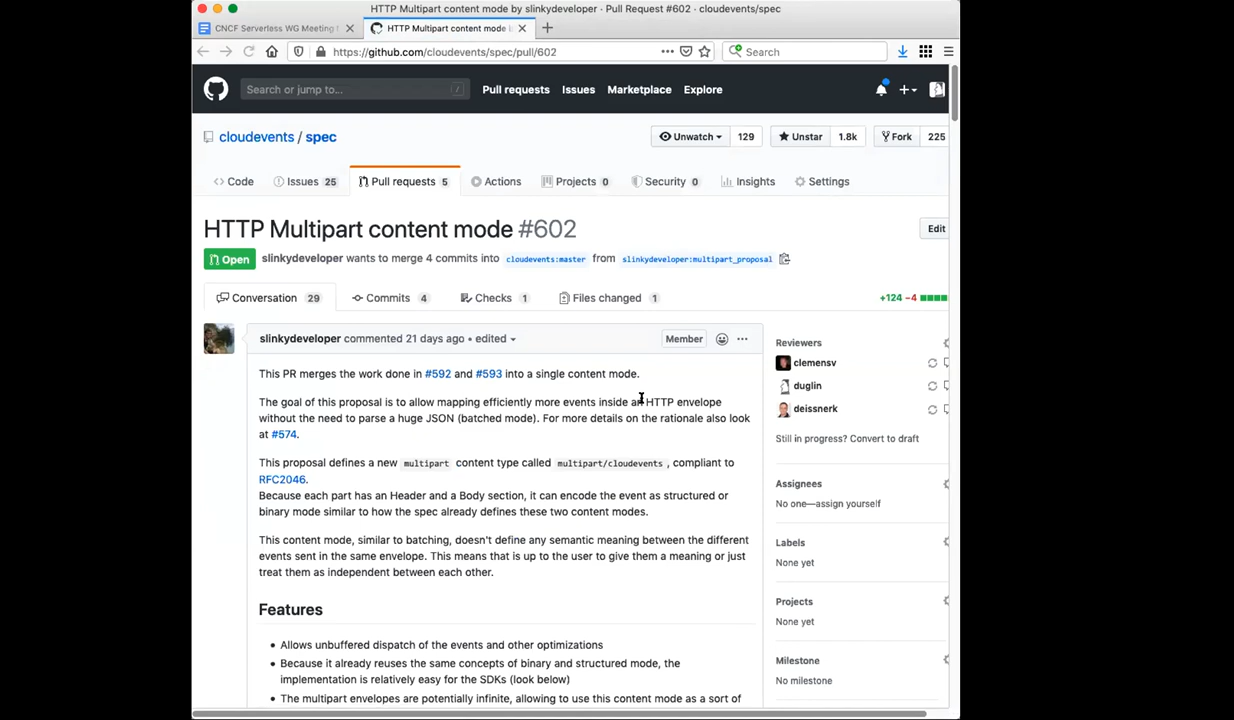 HTTP Multipart content mode by slinkydeveloper · Pull Request #602 · cloudevents/spec
CNCF Serverless WG Meeting
HTTP Multipart content mode
https://github.com/cloudevents/spec/pull/602
Search
Search or jump to...
/
Pull requests Issues Marketplace Explore
cloudevents / spec
Unwatch 129 Unstar 1.8k Fork 225
Code Issues 25 Pull requests 5 Actions Projects 0 Security 0 Insights Settings
HTTP Multipart content mode #602
Edit
Open slinkydeveloper wants to merge 4 commits into cloudevents:master from slinkydeveloper:multipart_proposal
Conversation 29 Commits 4 Checks 1 Files changed 1 +124 −4
slinkydeveloper commented 21 days ago • edited Member
This PR merges the work done in #592 and #593 into a single content mode.
The goal of this proposal is to allow mapping efficiently more events inside an HTTP envelope
without the need to parse a huge JSON (batched mode). For more details on the rationale also look
at #574.
This proposal defines a new multipart content type called multipart/cloudevents, compliant to
RFC2046.
Because each part has an Header and a Body section, it can encode the event as structured or
binary mode similar to how the spec already defines these two content modes.
This content mode, similar to batching, doesn't define any semantic meaning between the different
events sent in the same envelope. This means that is up to the user to give them a meaning or just
treat them as independent between each other.
Features
• Allows unbuffered dispatch of the events and other optimizations
• Because it already reuses the same concepts of binary and structured mode, the
implementation is relatively easy for the SDKs (look below)
• The multipart envelopes are potentially infinite, allowing to use this content mode as a sort of
Reviewers
clemensv
duglin
deissnerk
Still in progress? Convert to draft
Assignees
No one—assign yourself
Labels
None yet
Projects
None yet
Milestone
No milestone